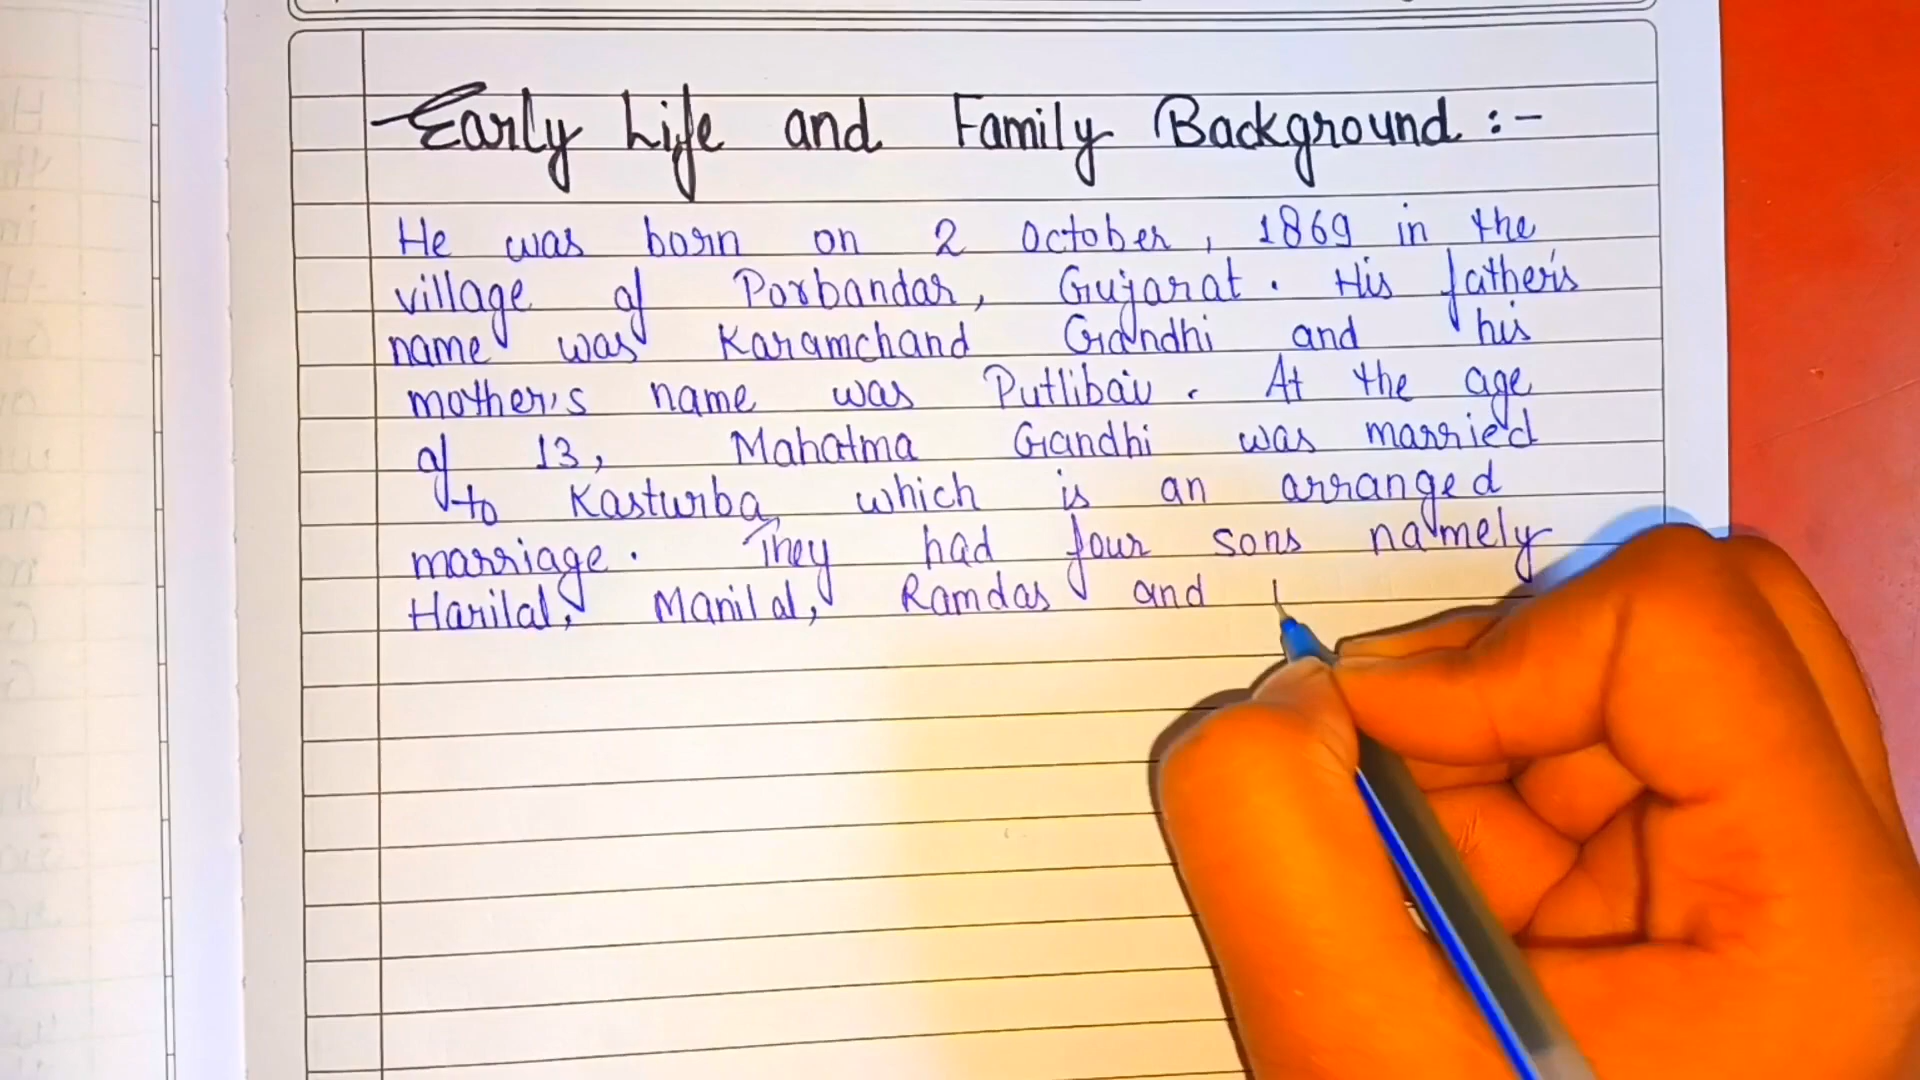 Early Life and Family Background :-
He was born on 2 October, 1869 in the
village of Porbandar, Gujarat. His father's
name was Karamchand Gandhi and his
mother's name was Putlibai. At the age
of 13, Mahatma Gandhi was married
to Kasturba which is an arranged
marriage. They had four sons namely
Harilal, Manilal, Ramdas and